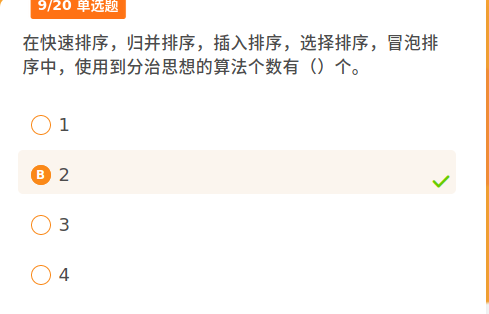 9/20 单选题
在快速排序，归并排序，插入排序，选择排序，冒泡排
序中，使用到分治思想的算法个数有（）个。
1
B 2
3
4